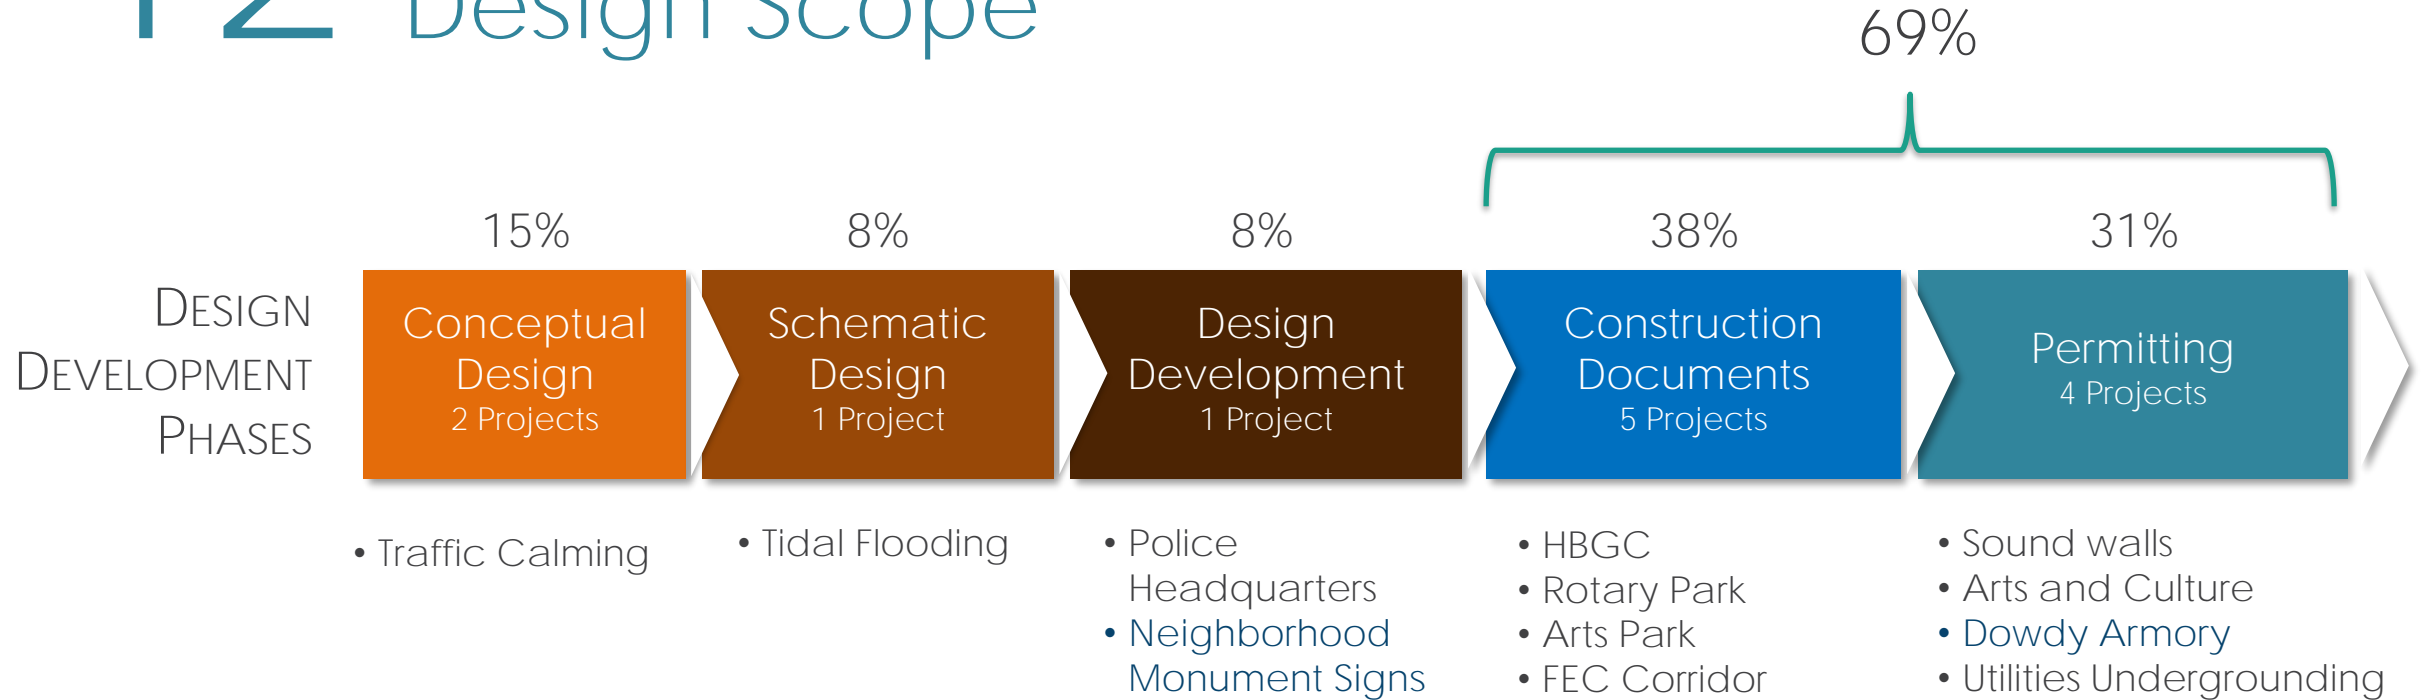 Design Scope
69%
15%
8%
8%
38%
31%
DESIGN
DEVELOPMENT
PHASES
Conceptual
Design
2 Projects
Schematic
Design
1 Project
Design
Development
1 Project
Construction
Documents
5 Projects
Permitting
4 Projects
• Traffic Calming
• Tidal Flooding
• Police
Headquarters
• Neighborhood
Monument Signs
• HBGC
• Rotary Park
• Arts Park
• FEC Corridor
• Sound walls
• Arts and Culture
• Dowdy Armory
• Utilities Undergrounding